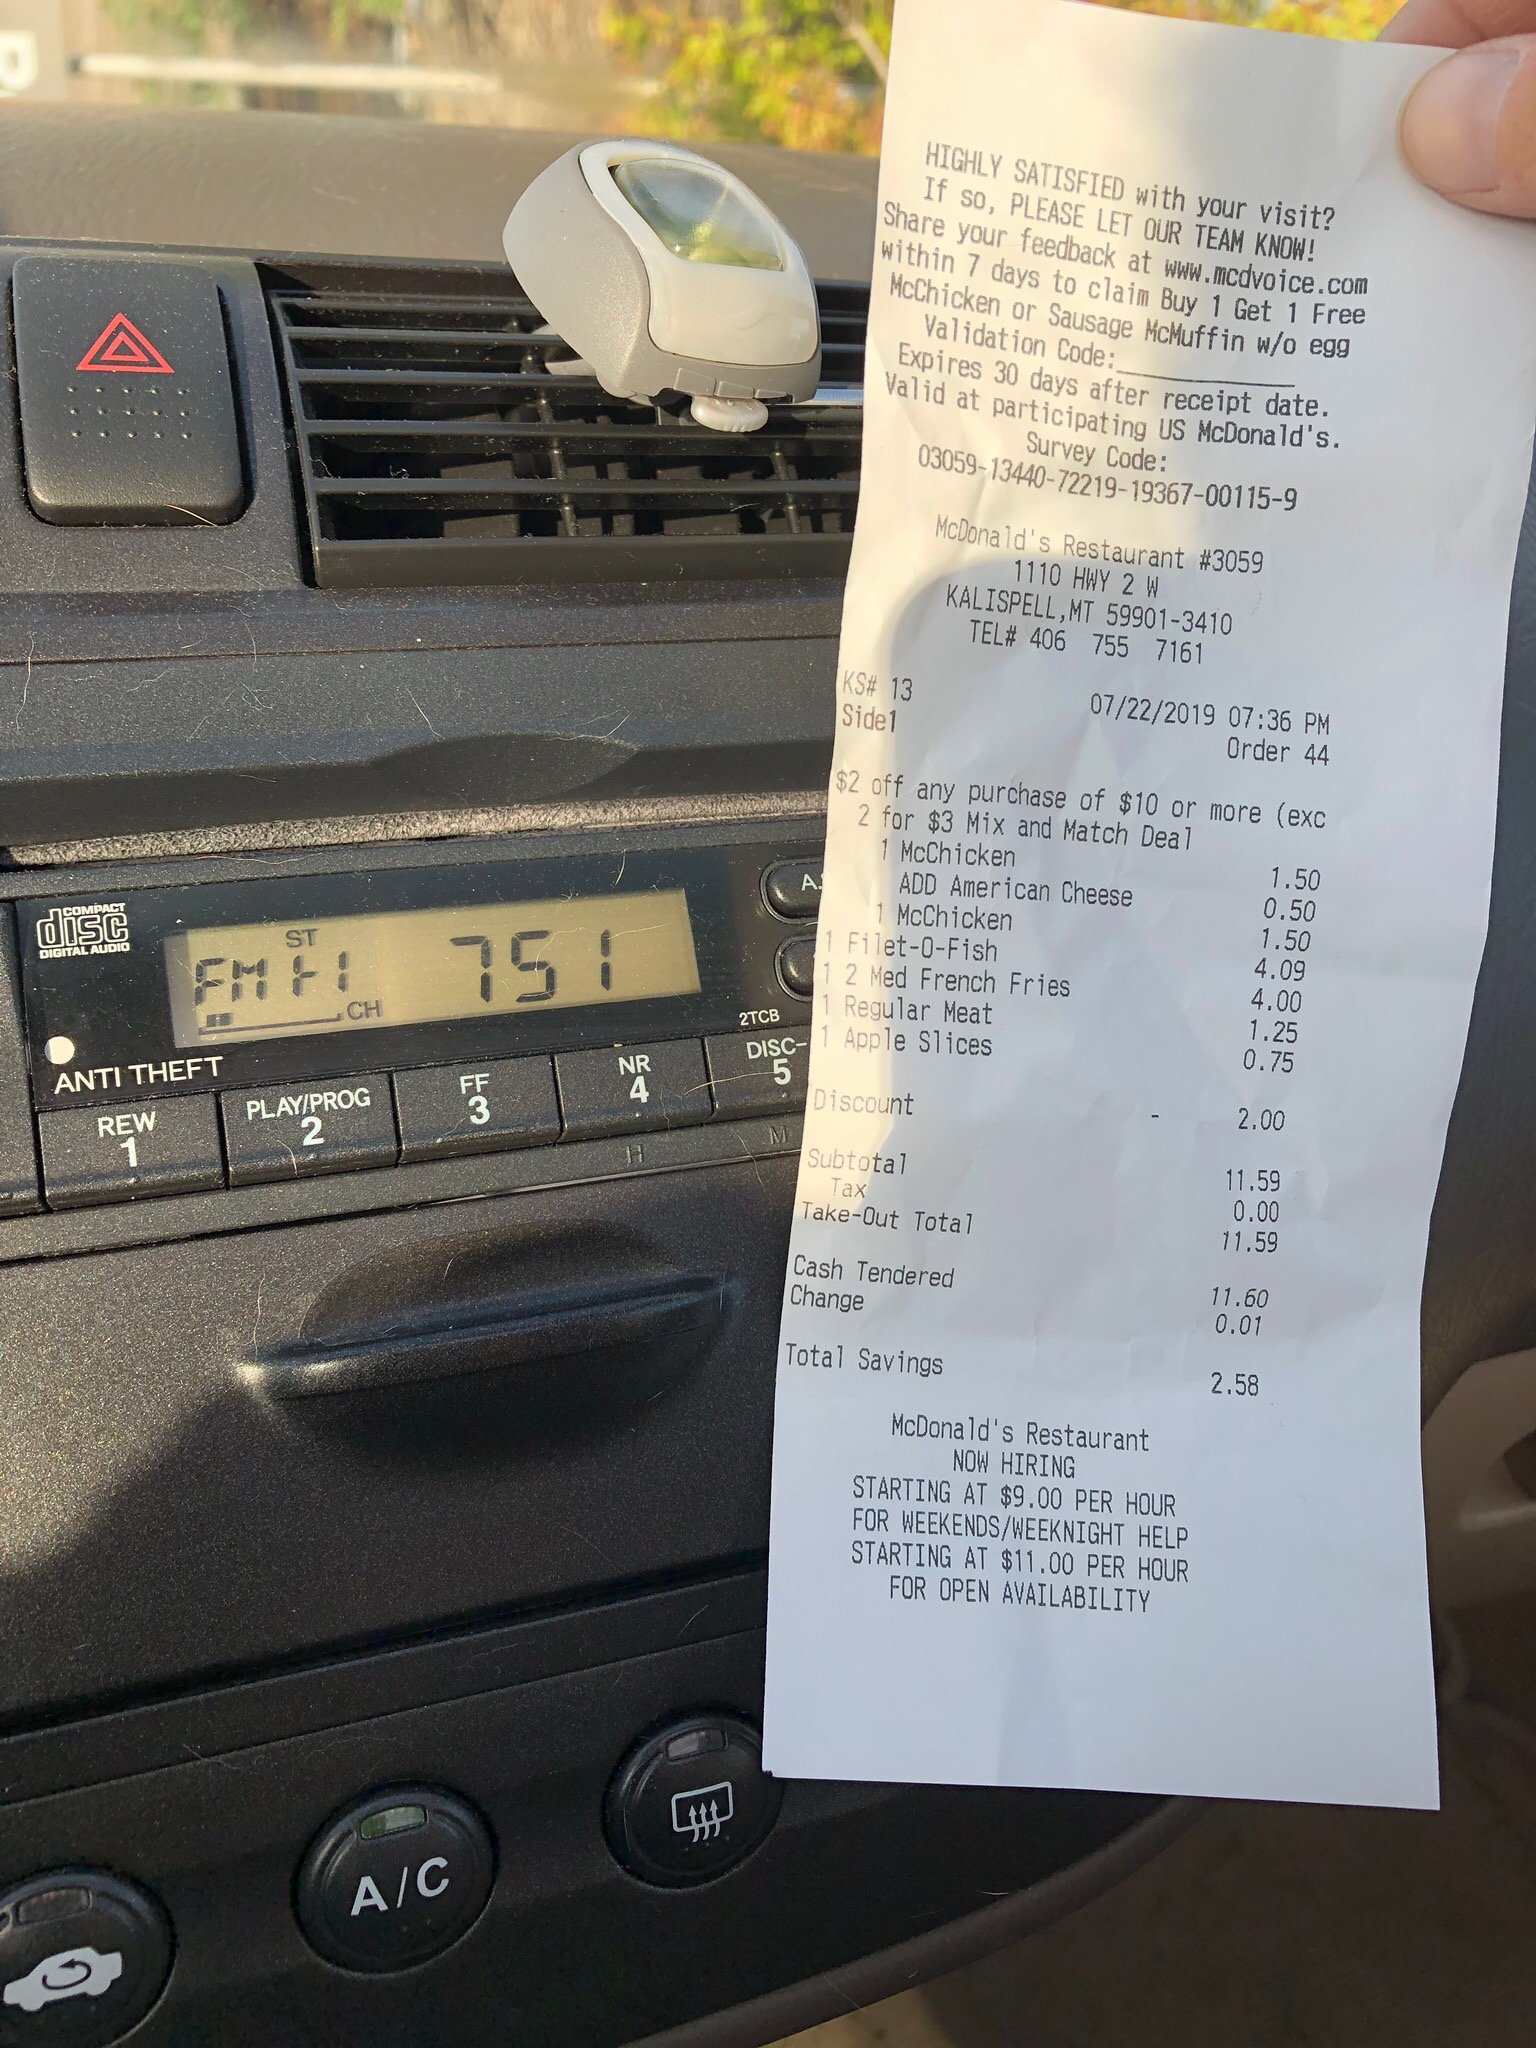 HIGHLY SATISFIED with your visit?
If so, PLEASE LET OUR TEAM KNOW!
Share your feedback at www.mcdvoice.com
within 7 days to claim Buy 1 Get 1 Free
McChicken or Sausage McMuffin w/o egg
Validation Code:
Expires 30 days after receipt date.
Valid at participating US McDonald's.
Survey Code:
03059-13440-72219-19367-00115-9
McDonald's Restaurant #3059
1110 HWY 2 W
KALISPELL,MT 59901-3410
TEL# 406 755 7161
KS# 13 07/22/2019 07:36 PM
Side1 Order 44
$2 off any purchase of $10 or more (exc
2 for $3 Mix and Match Deal
1 McChicken 1.50
ADD American Cheese 0.50
1 McChicken 1.50
1 Filet-O-Fish 4.09
1 2 Med French Fries 4.00
1 Regular Meat 1.25
1 Apple Slices 0.75
Discount - 2.00
Subtotal 11.59
Tax 0.00
Take-Out Total 11.59
Cash Tendered 11.60
Change 0.01
Total Savings 2.58
McDonald's Restaurant
NOW HIRING
STARTING AT $9.00 PER HOUR
FOR WEEKENDS/WEEKNIGHT HELP
STARTING AT $11.00 PER HOUR
FOR OPEN AVAILABILITY
COMPACT
disc
DIGITAL AUDIO
ST
FM 1 751
CH
ANTI THEFT
2TCB
REW PLAY/PROG FF NR DISC-
1 2 3 4 5
H M
A/C